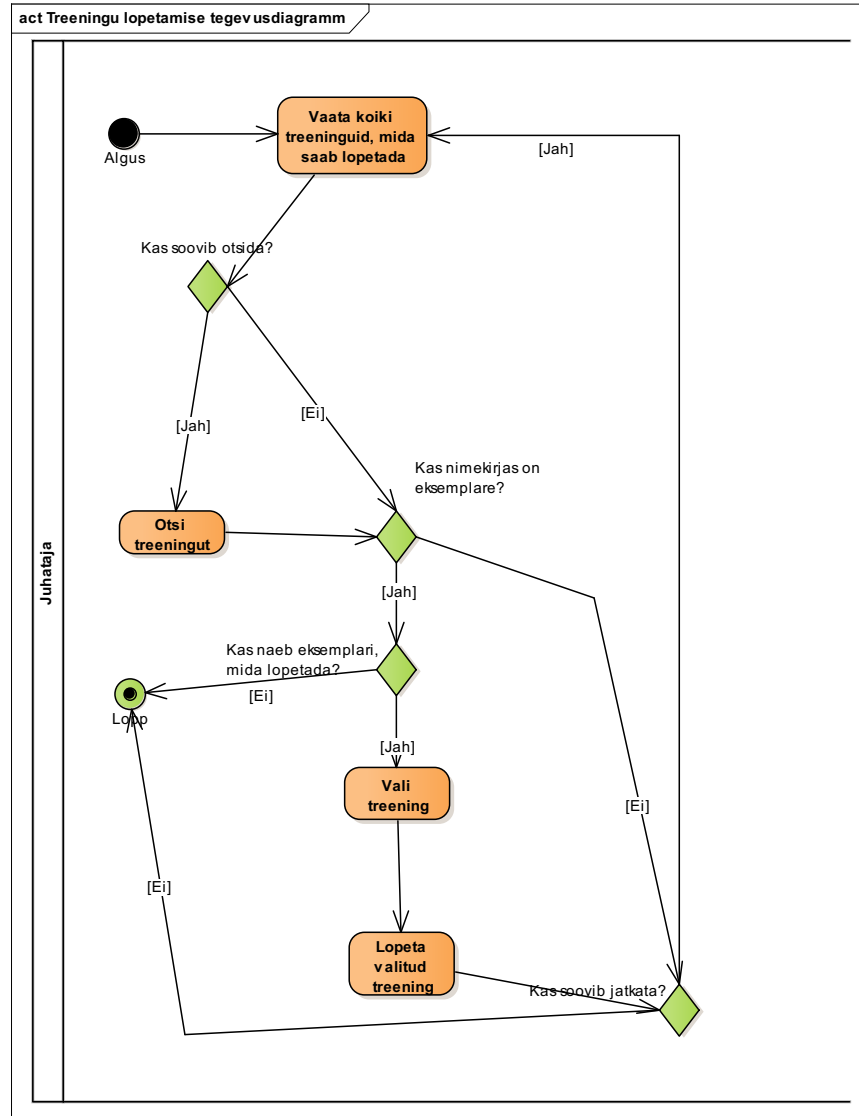 act Treeningu lopetamise tegevusdiagramm
Juhataja
Algus
Vaata koiki
treeninguid, mida
saab lopetada
[Jah]
Kas soovib otsida?
[Jah]
[Ei]
Kas nimekirjas on
eksemplare?
Otsi
treeningut
[Jah]
Kas naeb eksemplari,
mida lopetada?
[Ei]
Lopp
[Jah]
Vali
treening
[Ei]
[Ei]
Lopeta
valitud
treening
Kas soovib jatkata?